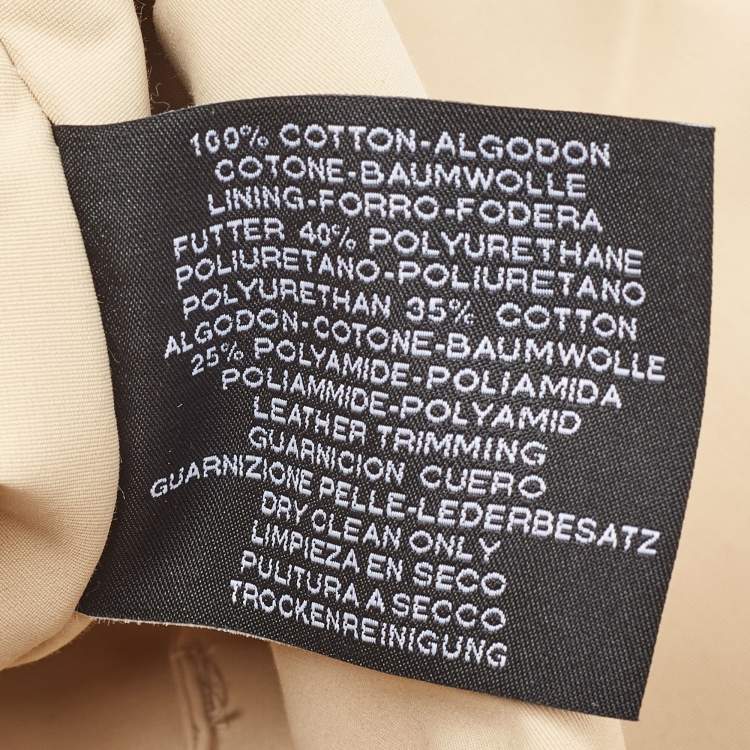 100% COTTON-ALGODON
COTONE-BAUMWOLLE
LINING-FORRO-FODERA
FUTTER 40% POLYURETHANE
POLIURETANO-POLIURETANO
POLYURETHAN 35% COTTON
ALGODON-COTONE-BAUMWOLLE
25% POLYAMIDE-POLIAMIDA
POLIAMMIDE-POLYAMID
LEATHER TRIMMING
GUARNICION CUERO
GUARNIZIONE PELLE-LEDERBESATZ
DRY CLEAN ONLY
LIMPIEZA EN SECO
PULITURA A SECCO
TROCKENREINIGUNG